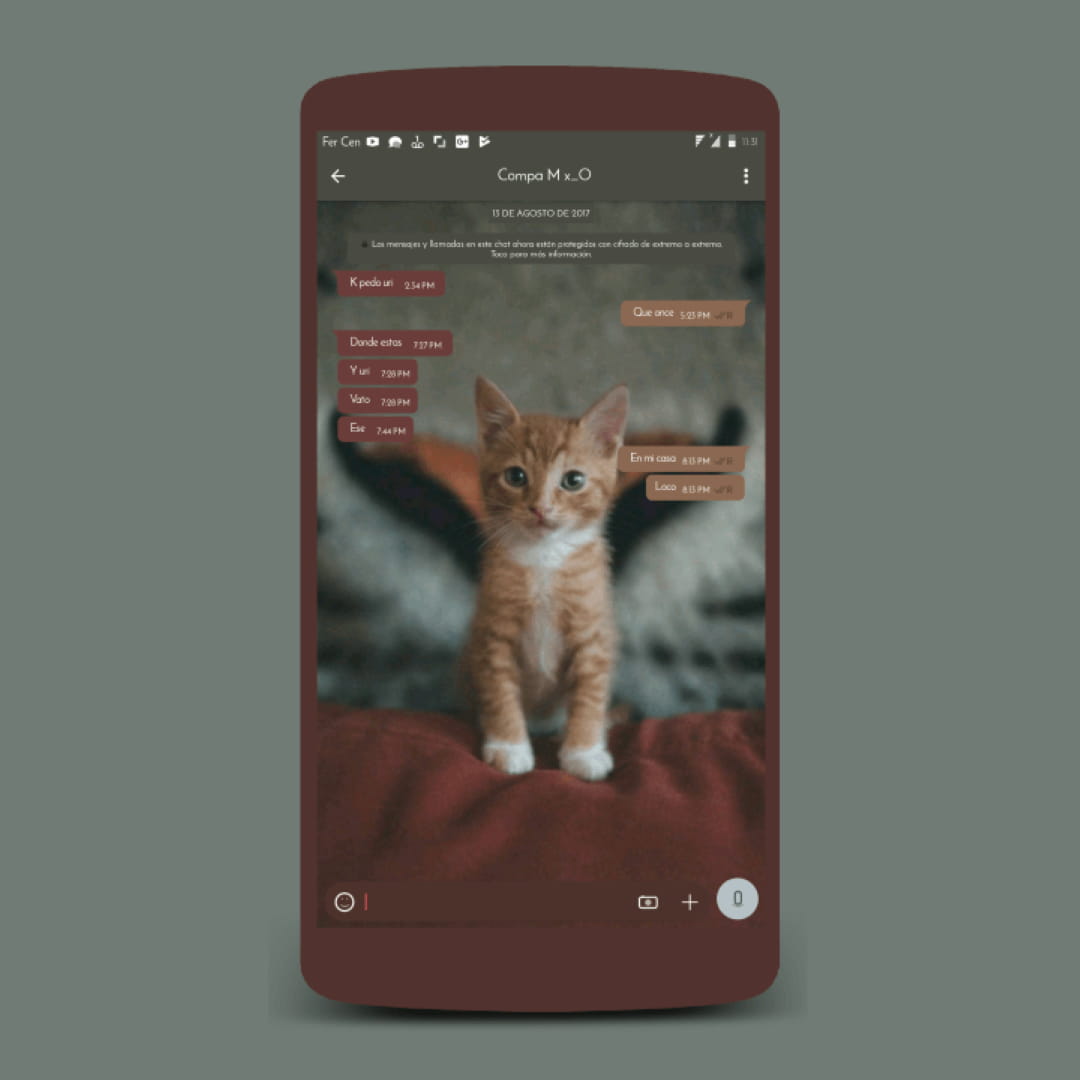 Fer Cen 11:31
Compa M x_O
13 DE AGOSTO DE 2017
Los mensajes y llamadas en este chat ahora están protegidos con cifrado de extremo a extremo.
Toca para más información.
K pedo uri 2:54 PM
Que once 5:23 PM
Donde estas 7:27 PM
Y uri 7:28 PM
Vato 7:28 PM
Ese 7:44 PM
En mi casa 8:13 PM
Loco 8:13 PM